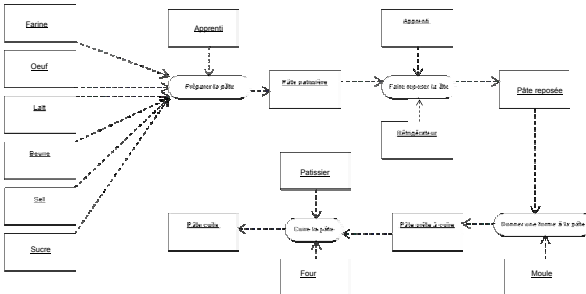 Farine
Apprenti
Apprenti
Oeuf
Préparer la pâte
Pâte patissière
Faire reposer la pâte
Pâte reposée
Lait
Réfrigérateur
Beurre
Patissier
Sel
Pâte cuite
Cuire la pâte
Pâte prête à cuire
Donner une forme à la pâte
Sucre
Four
Moule